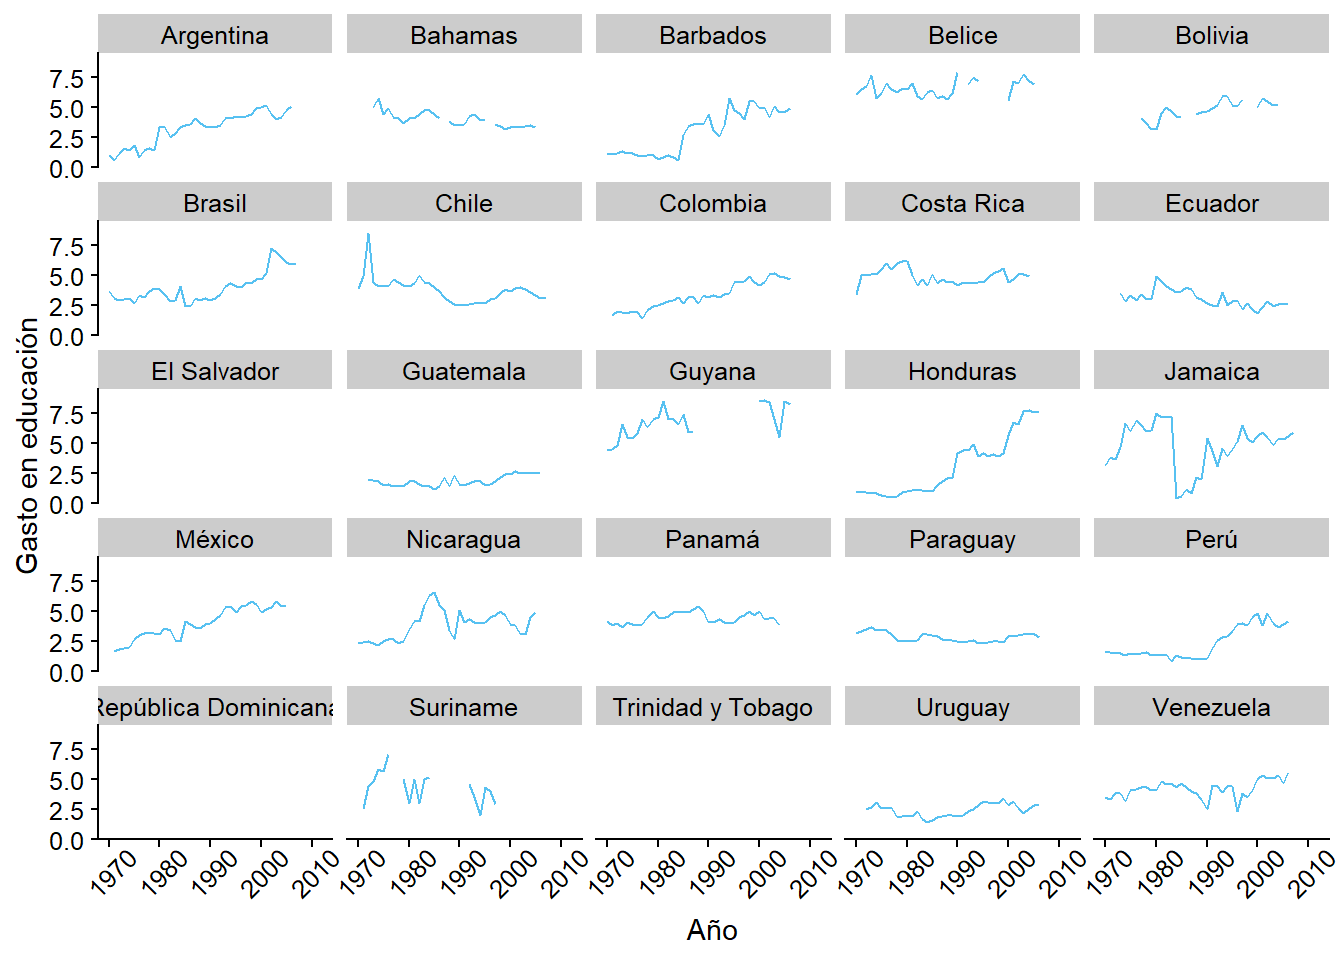 Argentina Bahamas Barbados Belice Bolivia
7.5
5.0
2.5
0.0
Brasil Chile Colombia Costa Rica Ecuador
7.5
5.0
2.5
0.0
El Salvador Guatemala Guyana Honduras Jamaica
7.5
5.0
2.5
0.0
México Nicaragua Panamá Paraguay Perú
7.5
5.0
2.5
0.0
República Dominicana Suriname Trinidad y Tobago Uruguay Venezuela
7.5
5.0
2.5
0.0
1970 1980 1990 2000 2010 1970 1980 1990 2000 2010 1970 1980 1990 2000 2010 1970 1980 1990 2000 2010 1970 1980 1990 2000 2010
Año
Gasto en educación